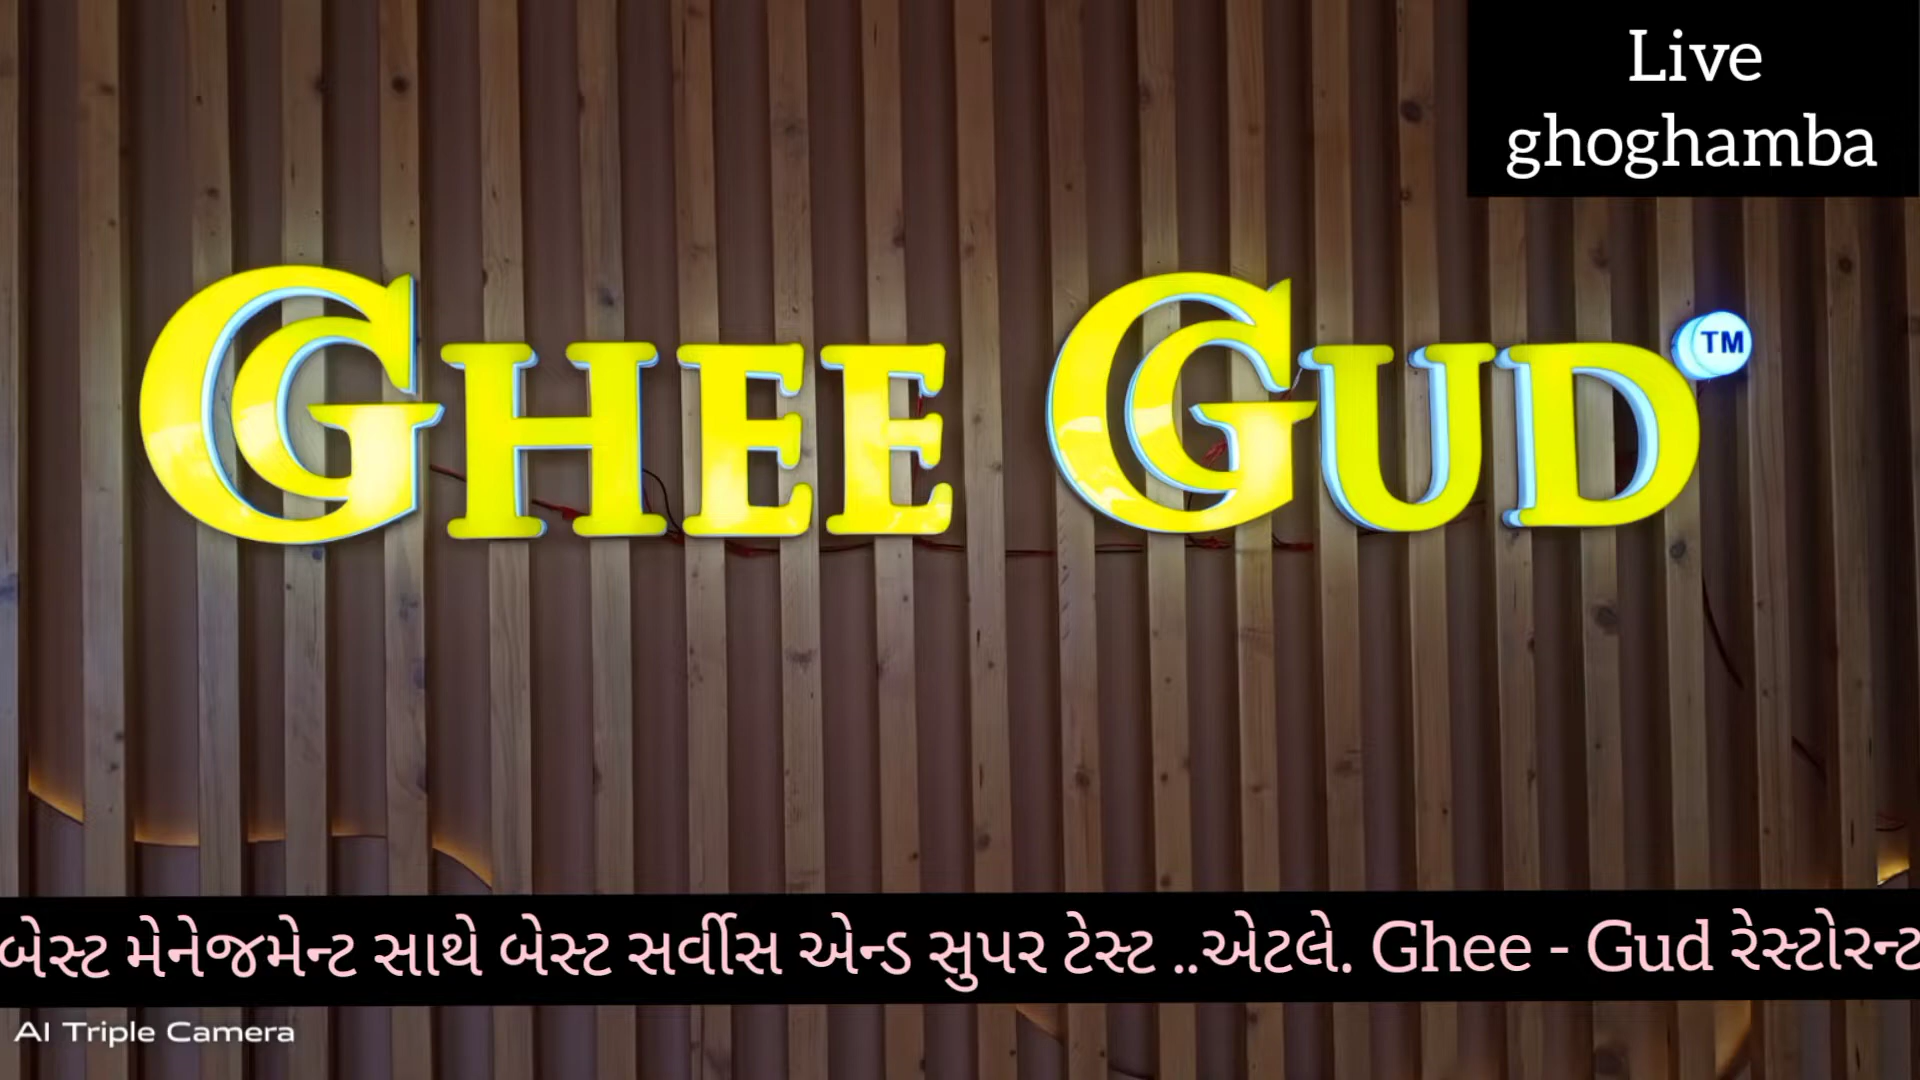 Live
ghoghamba
GHEE GUD TM
બેસ્ટ મેનેજમેન્ટ સાથે બેસ્ટ સર્વીસ એન્ડ સુપર ટેસ્ટ ..એટલે. Ghee - Gud રેસ્ટોરન્ટ
AI Triple Camera